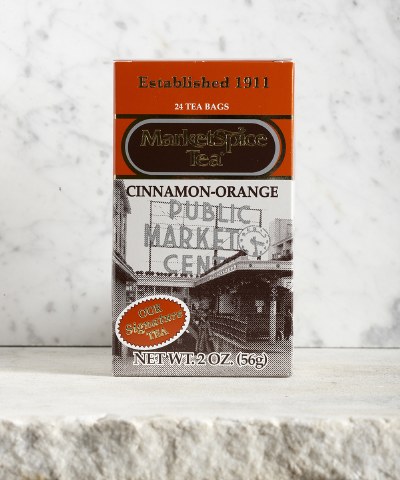 Established 1911
24 TEA BAGS
MarketSpice
Tea
CINNAMON-ORANGE
PUBLIC
MARKET
CENT
OUR
Signature
TEA
NET WT. 2 OZ. (56g)